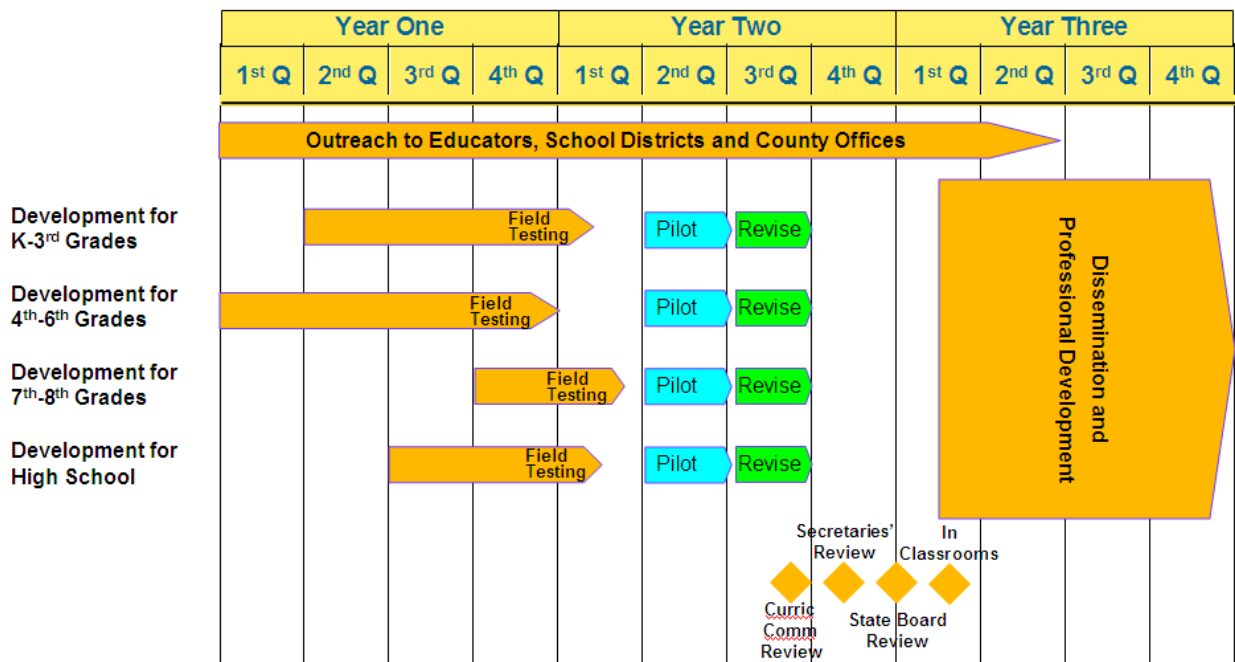 Year One Year Two Year Three
1st Q 2nd Q 3rd Q 4th Q 1st Q 2nd Q 3rd Q 4th Q 1st Q 2nd Q 3rd Q 4th Q
Outreach to Educators, School Districts and County Offices
Development for
K-3rd Grades
Field
Testing
Pilot
Revise
Development for
4th-6th Grades
Field
Testing
Pilot
Revise
Development for
7th-8th Grades
Field
Testing
Pilot
Revise
Development for
High School
Field
Testing
Pilot
Revise
Dissemination and
Professional Development
Secretaries'
Review
In
Classrooms
Curric
Comm
Review
State Board
Review